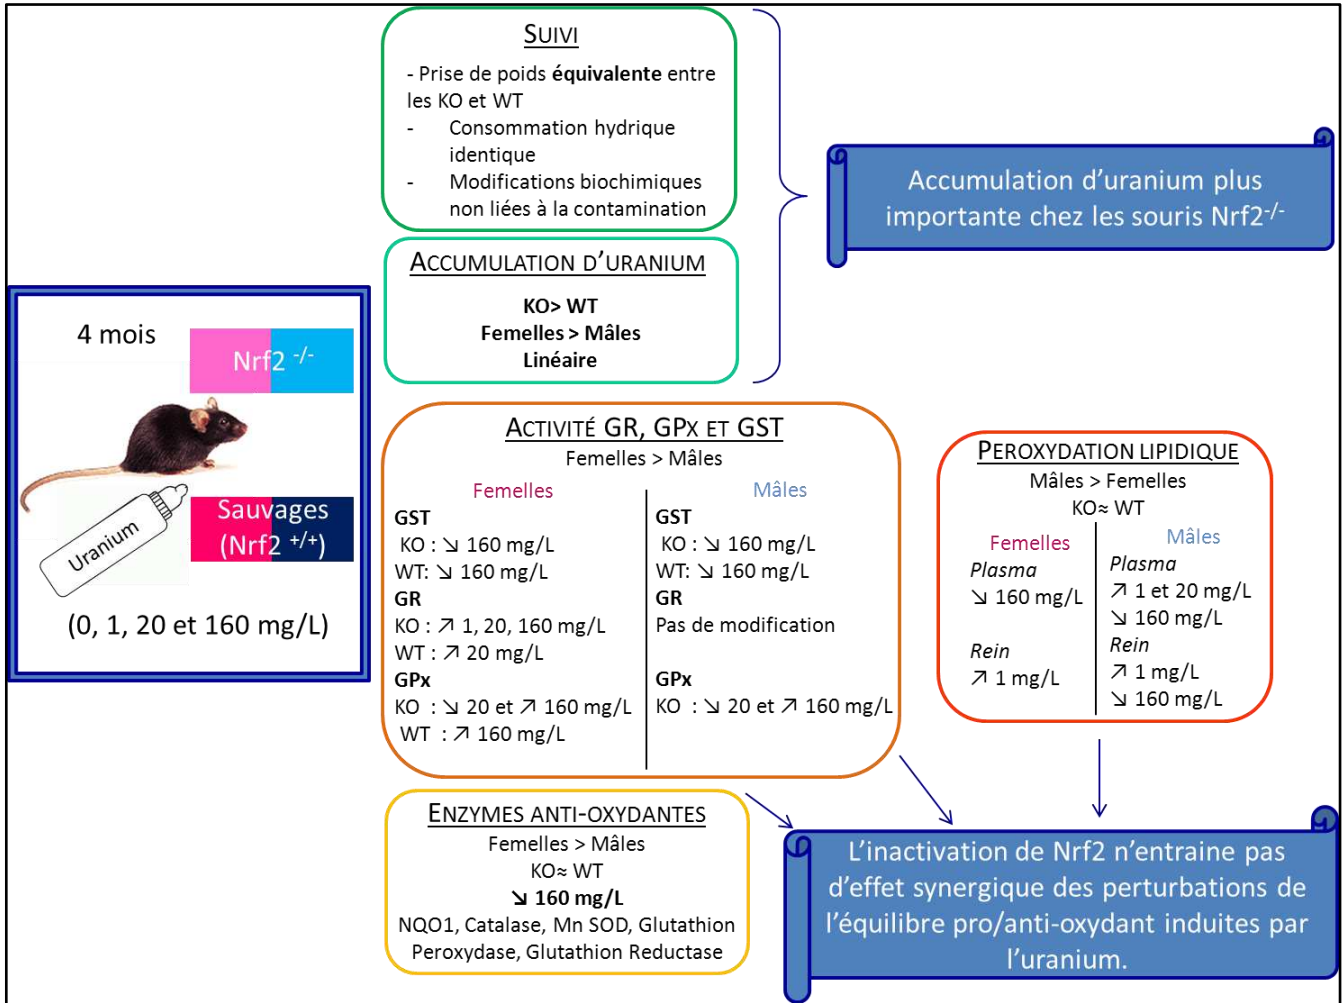 SUIVI
- Prise de poids équivalente entre
les KO et WT
- Consommation hydrique
identique
- Modifications biochimiques
non liées à la contamination
ACCUMULATION D'URANIUM
KO> WT
Femelles > Mâles
Linéaire
Accumulation d'uranium plus
importante chez les souris Nrf2-/-
4 mois
Nrf2 -/-
Sauvages
(Nrf2 +/+)
Uranium
(0, 1, 20 et 160 mg/L)
ACTIVITÉ GR, GPX ET GST
Femelles > Mâles
Femelles
GST
KO : ↘ 160 mg/L
WT: ↘ 160 mg/L
GR
KO : ↗ 1, 20, 160 mg/L
WT : ↗ 20 mg/L
GPx
KO : ↘ 20 et ↗ 160 mg/L
WT : ↗ 160 mg/L
Mâles
GST
KO : ↘ 160 mg/L
WT: ↘ 160 mg/L
GR
Pas de modification
GPx
KO : ↘ 20 et ↗ 160 mg/L
PEROXYDATION LIPIDIQUE
Mâles > Femelles
KO≈ WT
Femelles
Plasma
↘ 160 mg/L
Rein
↗ 1 mg/L
Mâles
Plasma
↗ 1 et 20 mg/L
↘ 160 mg/L
Rein
↗ 1 mg/L
↘ 160 mg/L
ENZYMES ANTI-OXYDANTES
Femelles > Mâles
KO≈ WT
↘ 160 mg/L
NQO1, Catalase, Mn SOD, Glutathion
Peroxydase, Glutathion Reductase
L'inactivation de Nrf2 n'entraine pas
d'effet synergique des perturbations de
l'équilibre pro/anti-oxydant induites par
l'uranium.